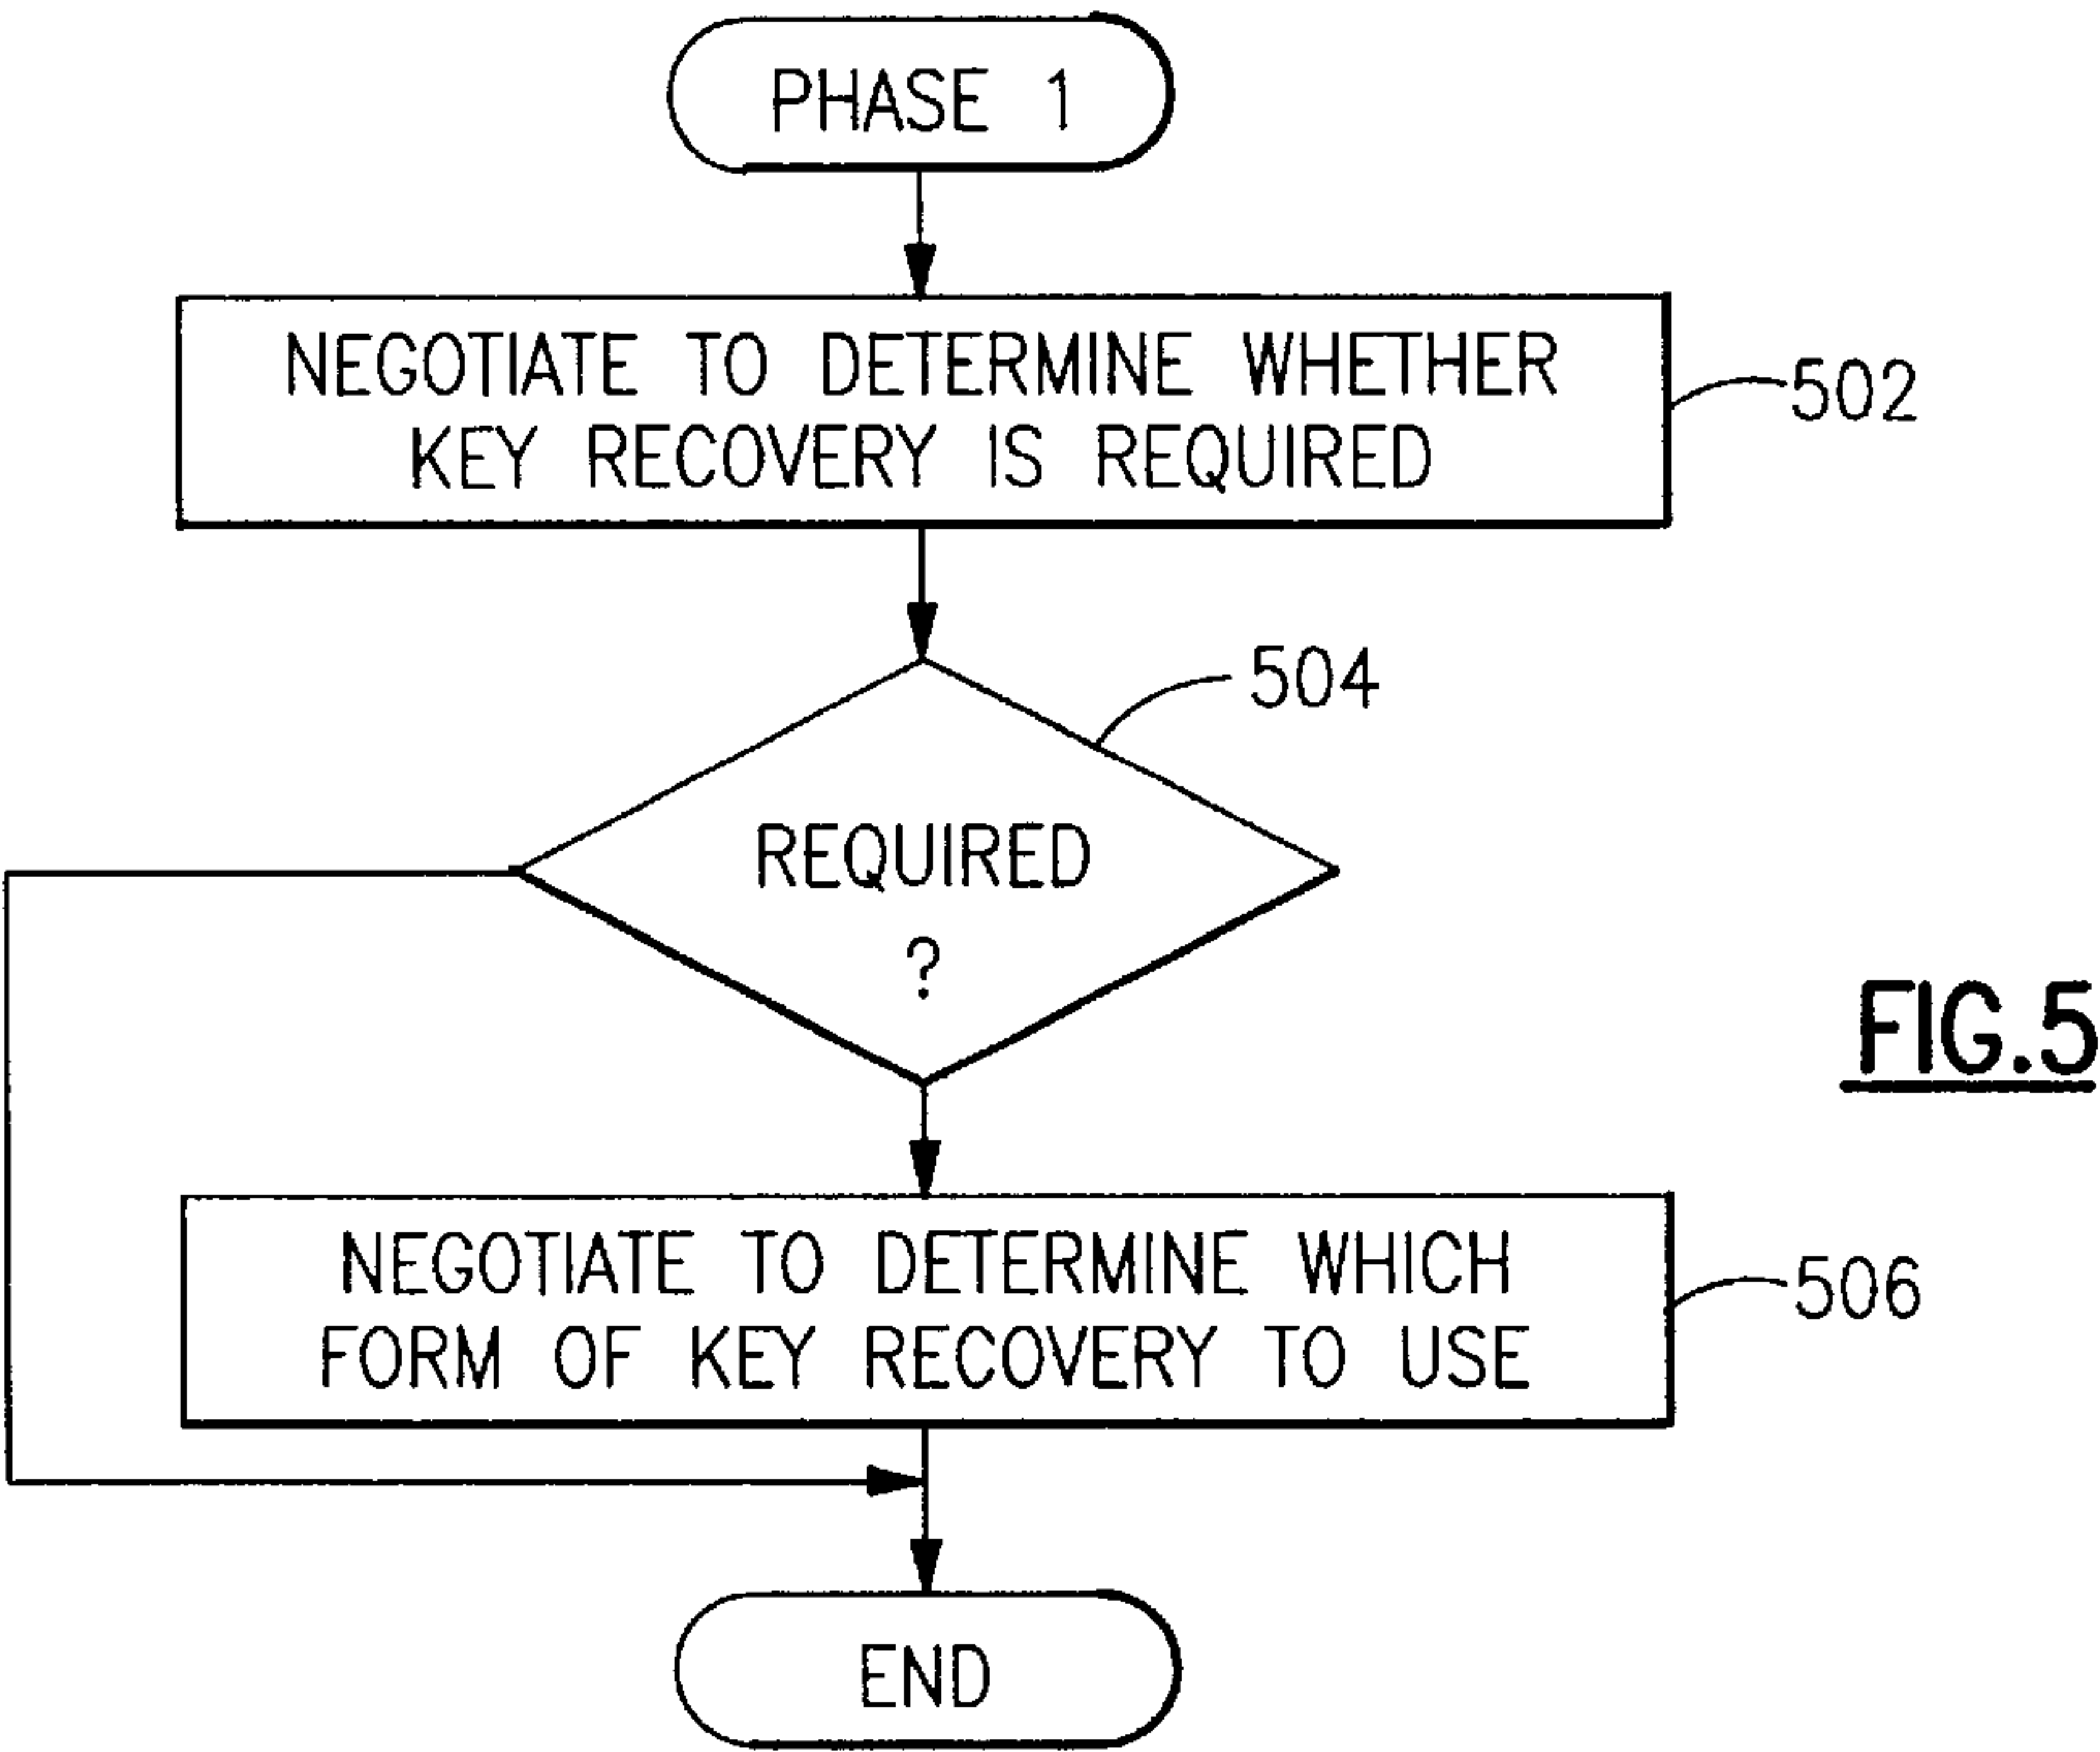 PHASE 1
NEGOTIATE TO DETERMINE WHETHER
KEY RECOVERY IS REQUIRED
502
504
REQUIRED
?
FIG.5
NEGOTIATE TO DETERMINE WHICH
FORM OF KEY RECOVERY TO USE
506
END